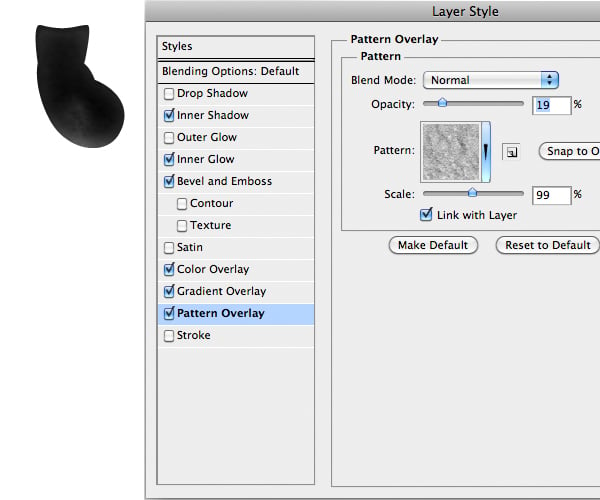 Layer Style
Styles
Blending Options: Default
Drop Shadow
Inner Shadow
Outer Glow
Inner Glow
Bevel and Emboss
Contour
Texture
Satin
Color Overlay
Gradient Overlay
Pattern Overlay
Stroke
Pattern Overlay
Pattern
Blend Mode: Normal
Opacity: 19 %
Pattern: Snap to O
Scale: 99 %
Link with Layer
Make Default Reset to Default